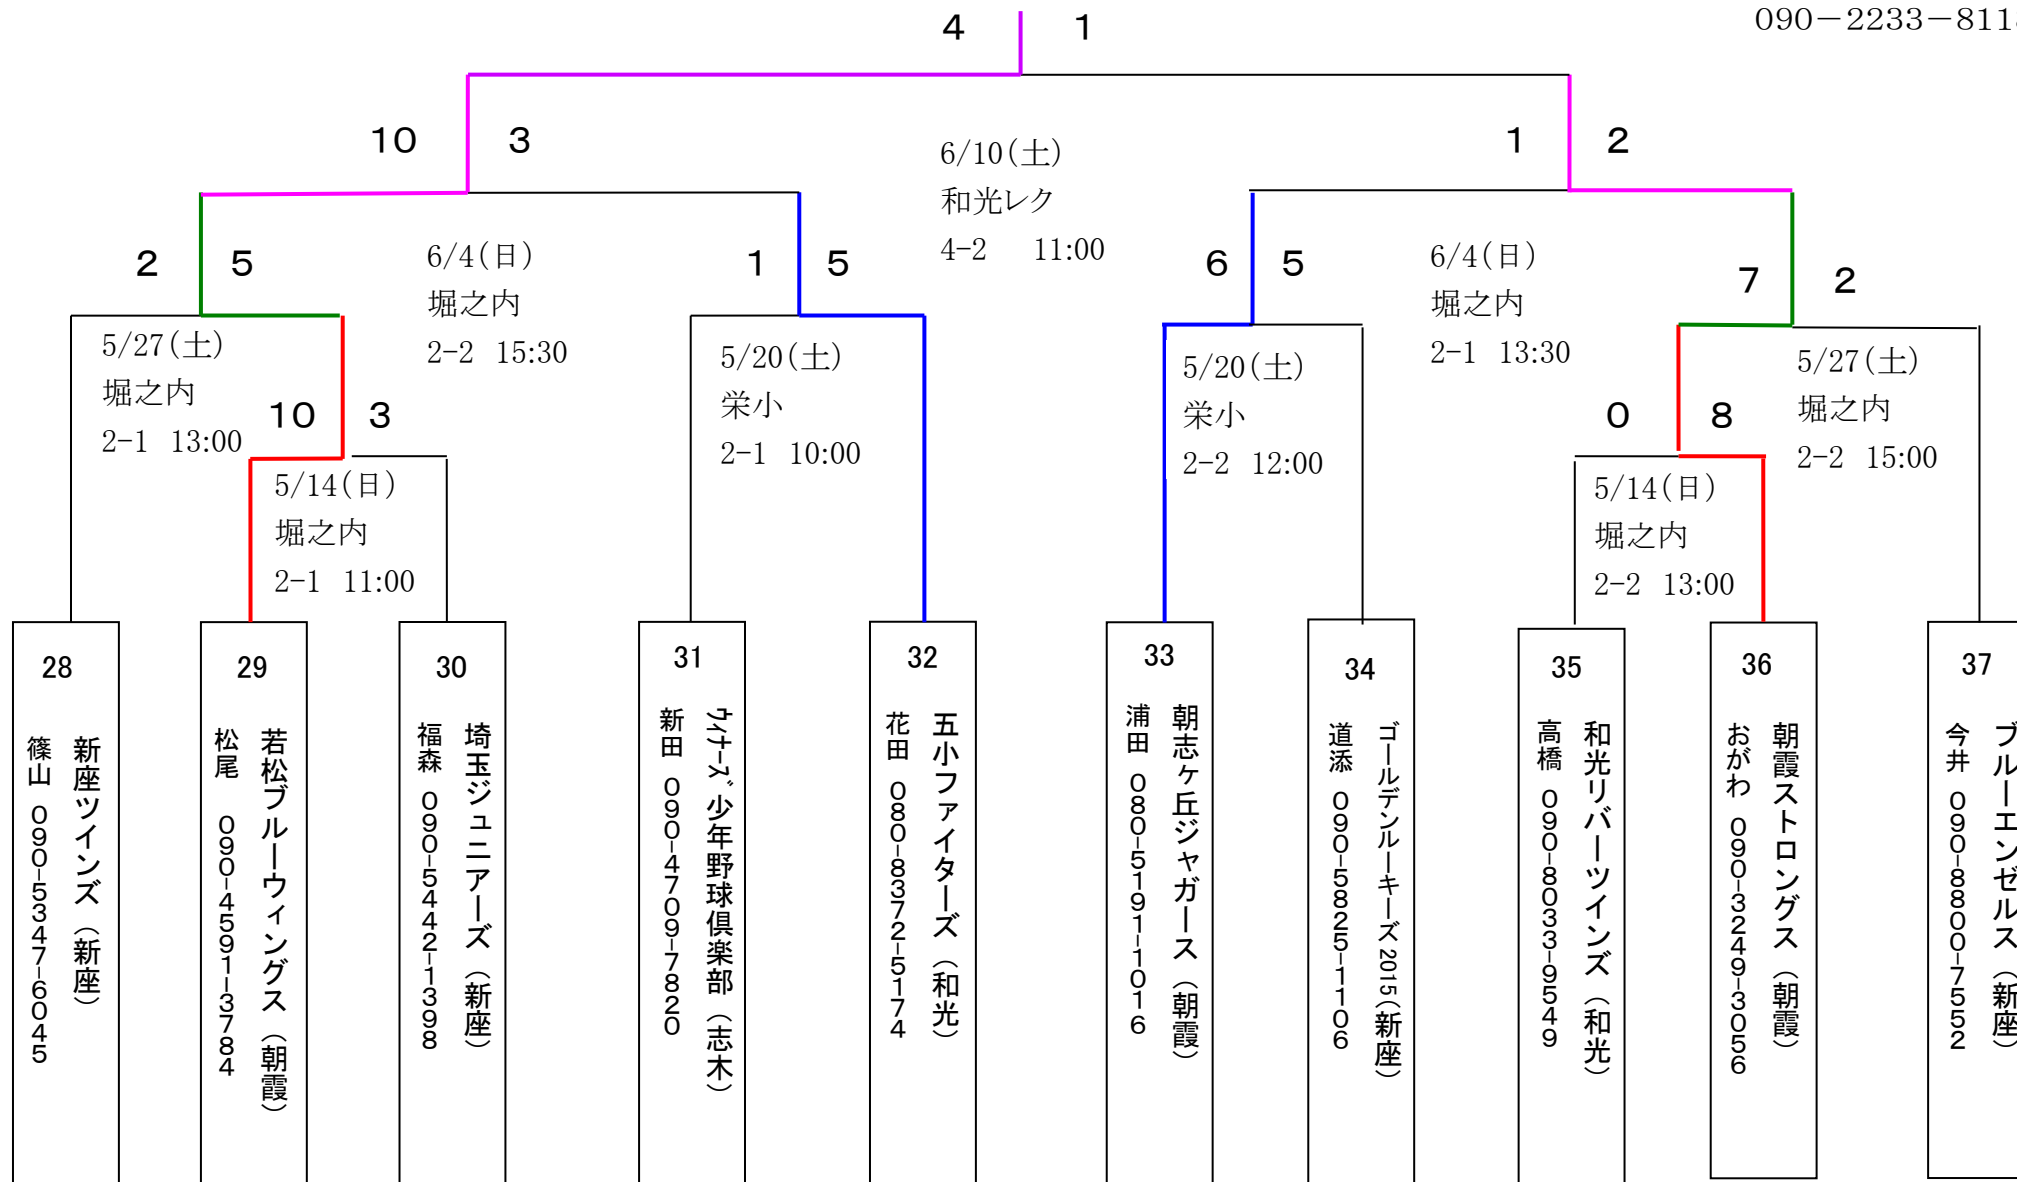 090－2233－811
4 1
10 3
1 2
6/10(土)
和光レク
4-2 11:00
2 5
6/4(日)
堀之内
2-2 15:30
1 5
6 5
6/4(日)
堀之内
2-1 13:30
7 2
5/27(土)
堀之内
2-1 13:00
10 3
5/20(土)
栄小
2-1 10:00
5/20(土)
栄小
2-2 12:00
0 8
5/27(土)
堀之内
2-2 15:00
5/14(日)
堀之内
2-1 11:00
5/14(日)
堀之内
2-2 13:00
28
新座ツインズ（新座）
篠山 090-5347-6045
29
若松ブルーウィングス（朝霞）
松尾 090-4591-3784
30
埼玉ジュニアーズ（新座）
福森 090-5442-1398
31
ウィナーズ少年野球倶楽部（志木）
新田 090-4709-7820
32
五小ファイターズ（和光）
花田 080-8372-5174
33
朝志ヶ丘ジャガース（朝霞）
浦田 080-5191-1016
34
ゴールデンルーキーズ2015（新座）
道添 090-5825-1106
35
和光リバーツインズ（和光）
高橋 090-8033-9549
36
朝霞ストロングス（朝霞）
おがわ 090-3249-3056
37
ブルーエンゼルス（新座）
今井 090-8800-7552